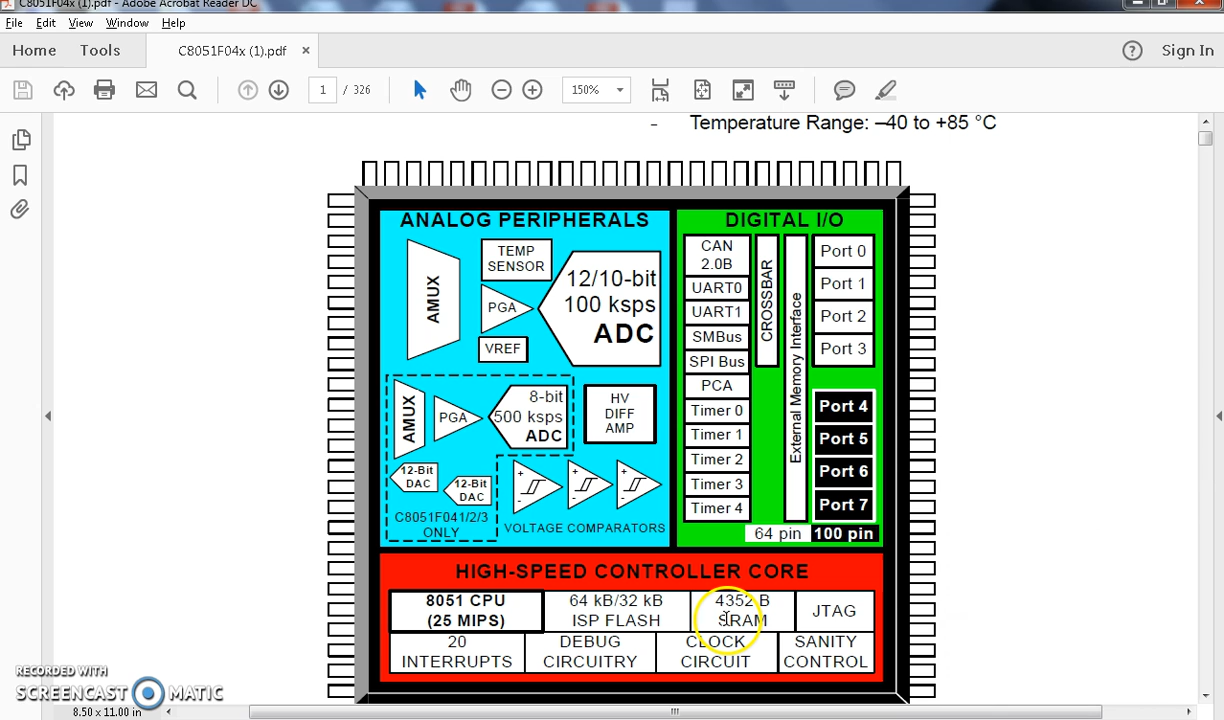 C8051F04x (1).pdf - Adobe Acrobat Reader DC
File Edit View Window Help
Home Tools C8051F04x (1).pdf × ? Sign In
1 / 326 150%
- Temperature Range: –40 to +85 °C
ANALOG PERIPHERALS
AMUX
TEMP
SENSOR
PGA
VREF
12/10-bit
100 ksps
ADC
AMUX
PGA
8-bit
500 ksps
ADC
HV
DIFF
AMP
12-Bit
DAC
12-Bit
DAC
C8051F041/2/3
ONLY
+
-
+
-
+
-
VOLTAGE COMPARATORS
DIGITAL I/O
CAN
2.0B
UART0
UART1
SMBus
SPI Bus
PCA
Timer 0
Timer 1
Timer 2
Timer 3
Timer 4
CROSSBAR
External Memory Interface
Port 0
Port 1
Port 2
Port 3
Port 4
Port 5
Port 6
Port 7
64 pin 100 pin
HIGH-SPEED CONTROLLER CORE
8051 CPU
(25 MIPS)
64 kB/32 kB
ISP FLASH
4352 B
SRAM
JTAG
20
INTERRUPTS
DEBUG
CIRCUITRY
CLOCK
CIRCUIT
SANITY
CONTROL
RECORDED WITH
SCREENCAST MATIC
8.50 x 11.00 in